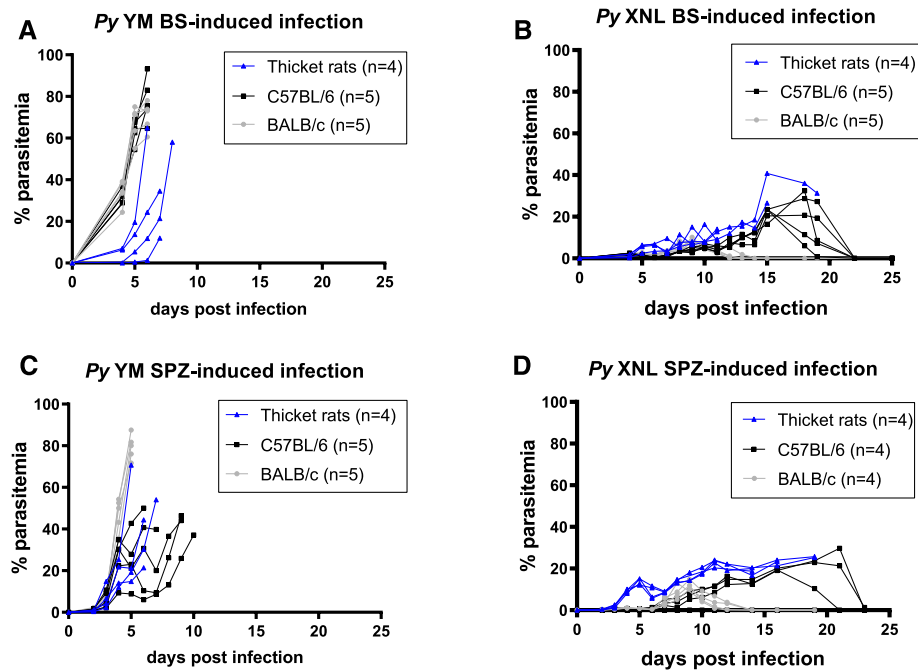 A
Py YM BS-induced infection
Thicket rats (n=4)
C57BL/6 (n=5)
BALB/c (n=5)
% parasitemia
100
80
60
40
20
0
0 5 10 15 20 25
days post infection
B
Py XNL BS-induced infection
Thicket rats (n=4)
C57BL/6 (n=5)
BALB/c (n=5)
% parasitemia
100
80
60
40
20
0
0 5 10 15 20 25
days post infection
C
Py YM SPZ-induced infection
Thicket rats (n=4)
C57BL/6 (n=5)
BALB/c (n=5)
% parasitemia
100
80
60
40
20
0
0 5 10 15 20 25
days post infection
D
Py XNL SPZ-induced infection
Thicket rats (n=4)
C57BL/6 (n=4)
BALB/c (n=4)
% parasitemia
100
80
60
40
20
0
0 5 10 15 20 25
days post infection